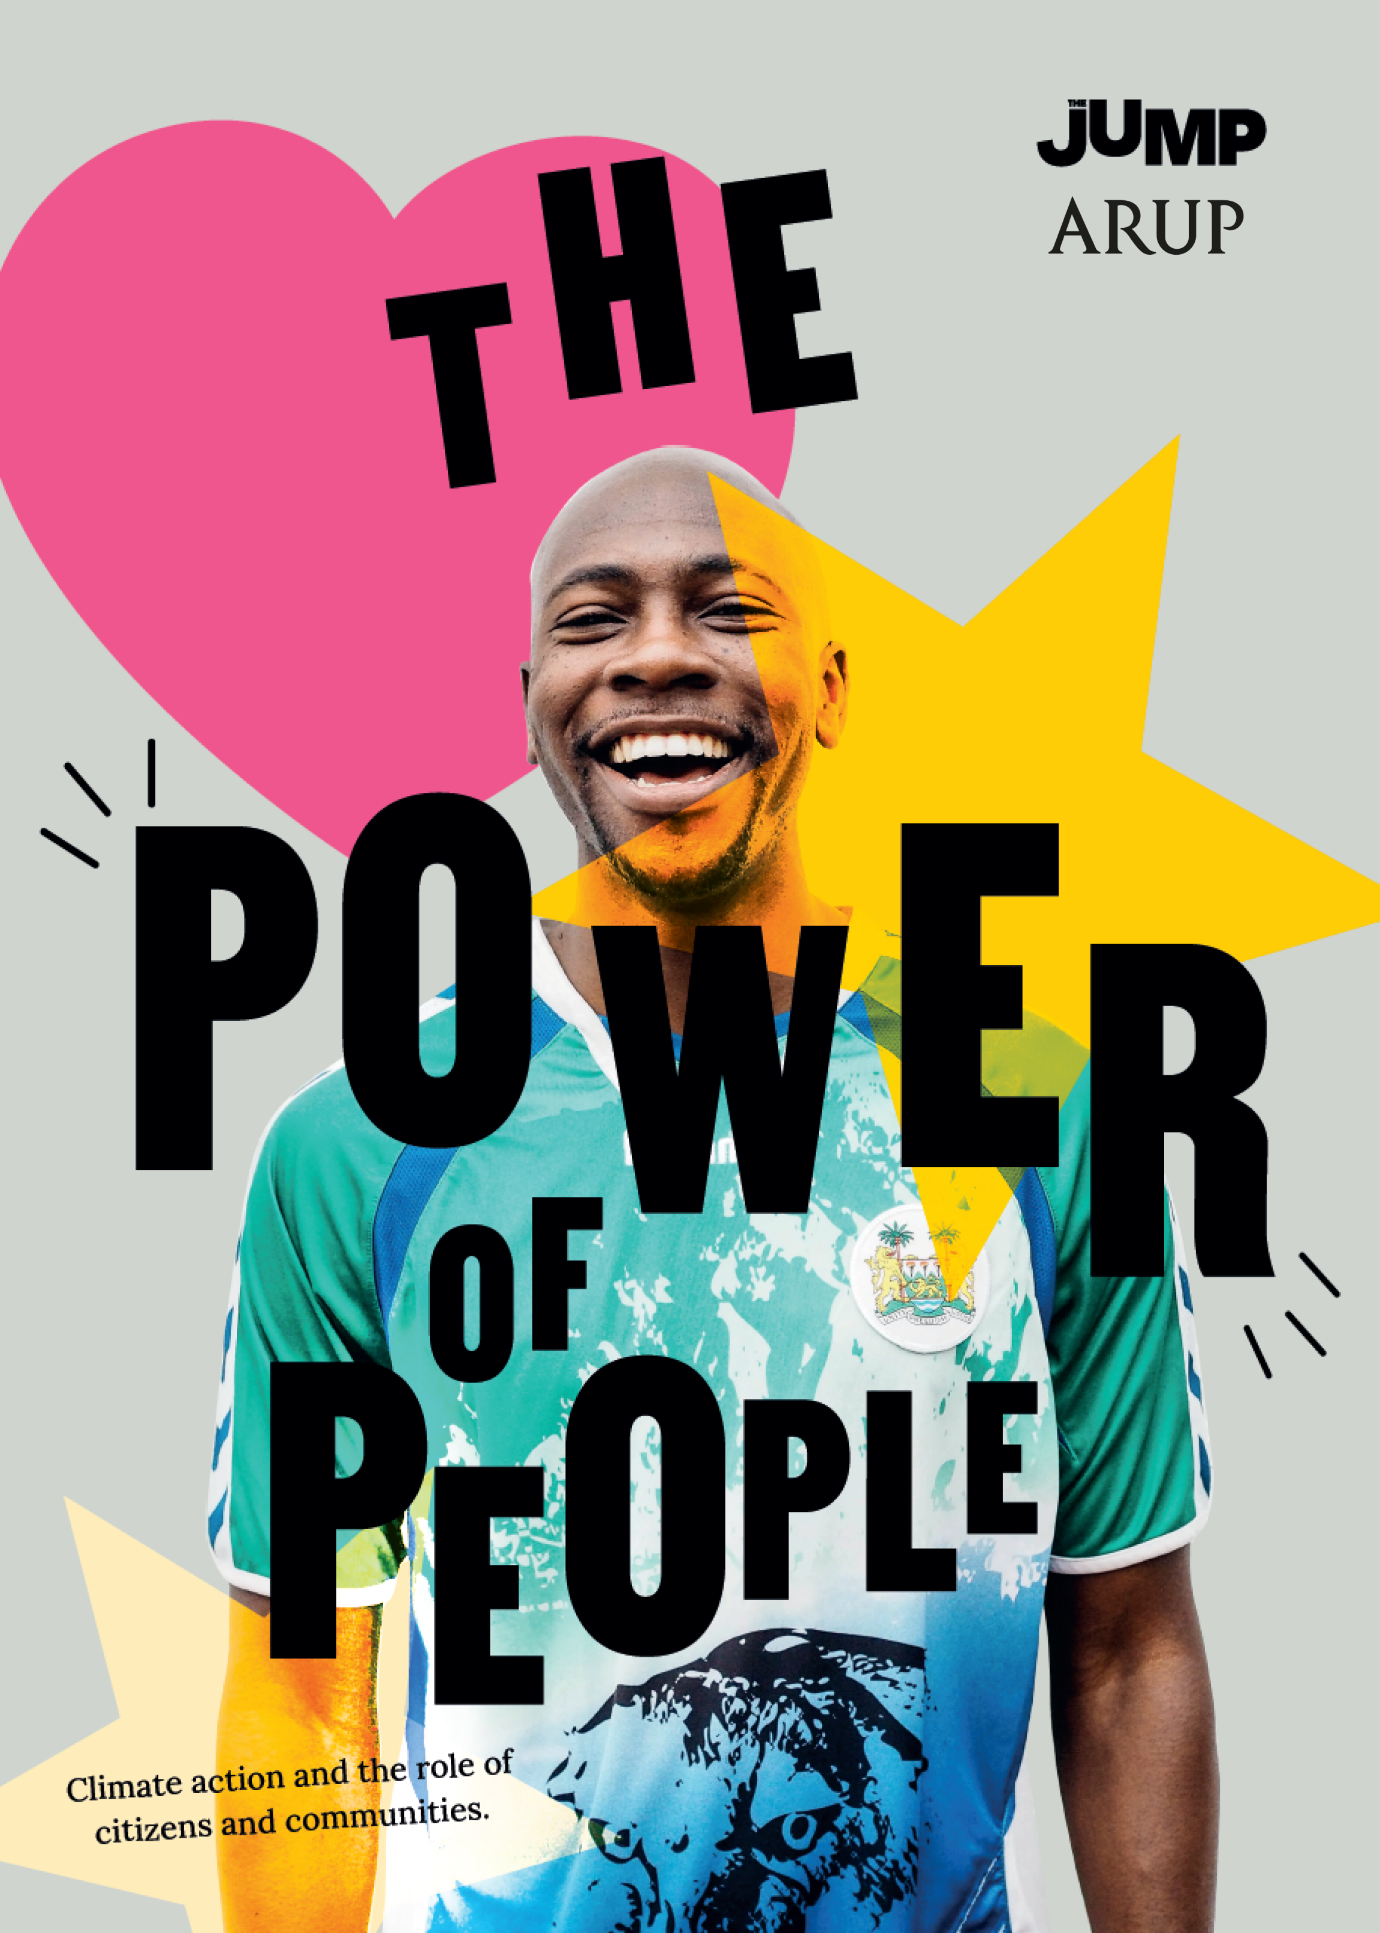 THE JUMP
ARUP
THE
POWER
OF
PEOPLE
Climate action and the role of
citizens and communities.